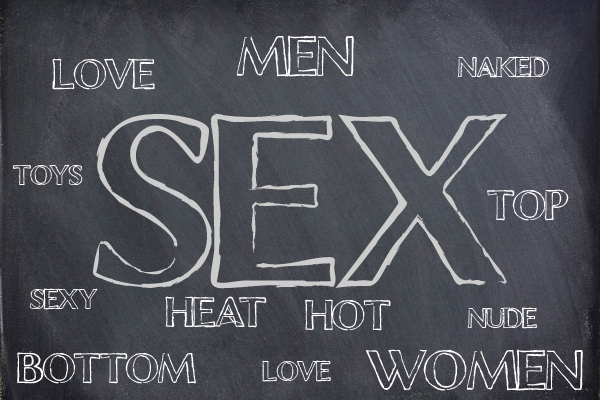 LOVE
MEN
NAKED
SEX
TOYS
TOP
SEXY
HEAT
HOT
NUDE
BOTTOM
LOVE
WOMEN